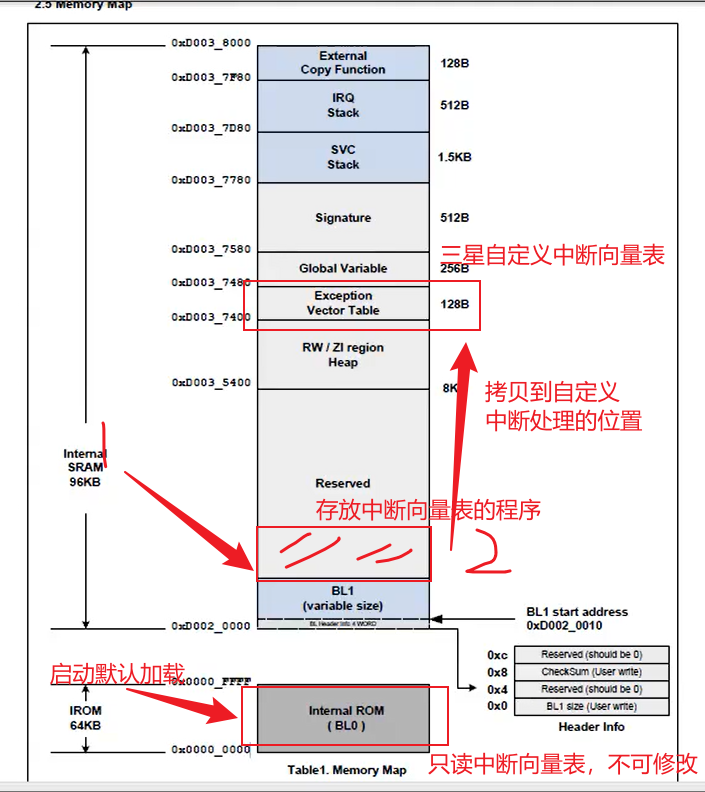 2.5 Memory Map
0xD003_8000
External
Copy Function
128B
0xD003_7F80
IRQ
Stack
512B
0xD003_7D80
SVC
Stack
1.5KB
0xD003_7780
Signature
512B
三星自定义中断向量表
0xD003_7580
Global Variable
256B
0xD003_7480
Exception
Vector Table
128B
0xD003_7400
RW / ZI region
Heap
0xD003_5400
8K
拷贝到自定义
中断处理的位置
1
Internal
SRAM
96KB
Reserved
存放中断向量表的程序
2
BL1
(variable size)
BL1 start address
0xD002_0010
BL Header Info 4 WORD
0xD002_0000
0xc Reserved (should be 0)
0x8 CheckSum (User write)
0x4 Reserved (should be 0)
0x0 BL1 size (User write)
Header Info
启动默认加载
0x0000_FFFF
IROM
64KB
Internal ROM
( BL0 )
0x0000_0000
只读中断向量表，不可修改
Table1. Memory Map